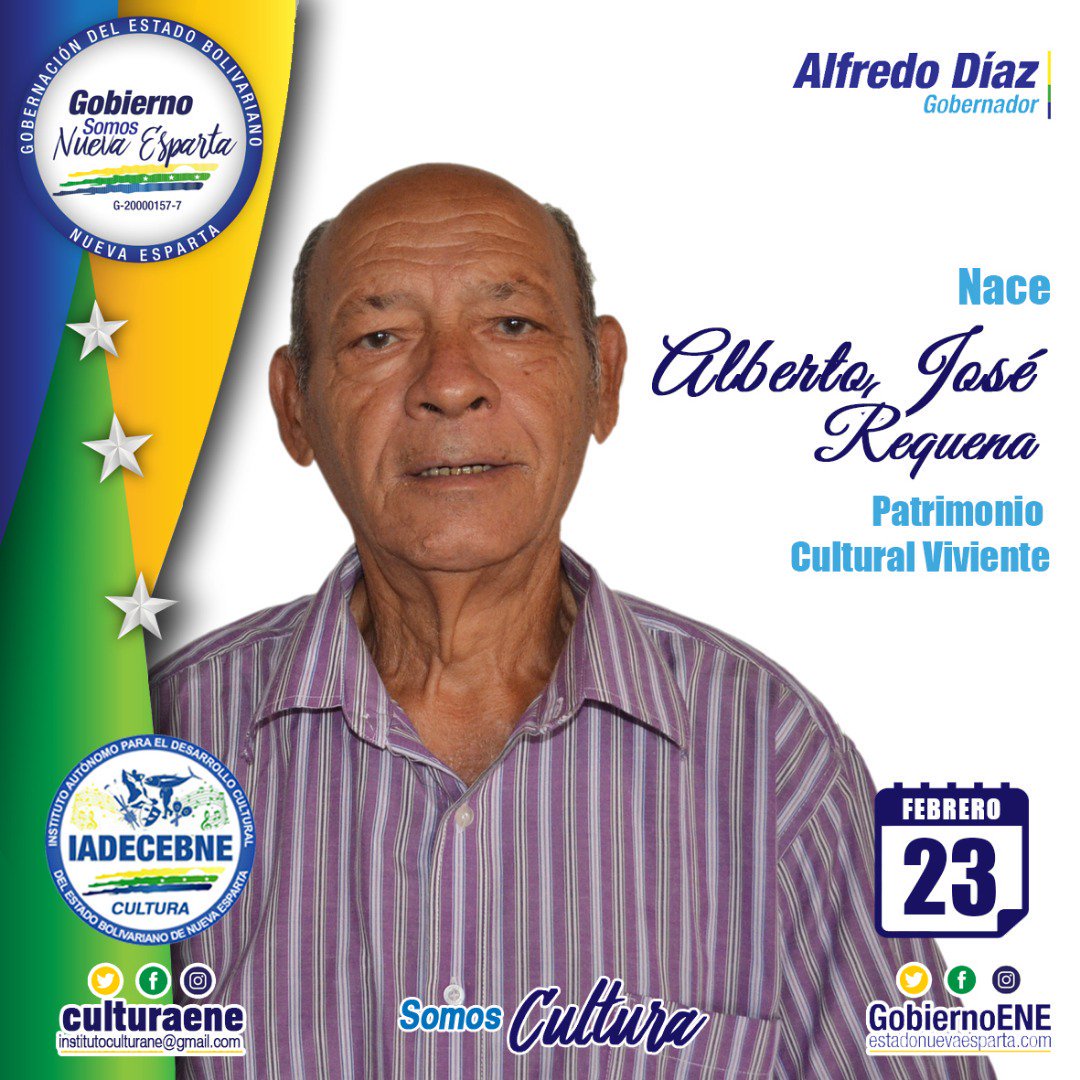 GOBERNACIÓN DEL ESTADO BOLIVARIANO
Gobierno
Somos
Nueva Esparta
G-20000157-7
NUEVA ESPARTA
Alfredo Díaz
Gobernador
Nace
Alberto, José
Requena
Patrimonio
Cultural Viviente
INSTITUTO AUTÓNOMO PARA EL DESARROLLO CULTURAL
IADECEBNE
CULTURA
DEL ESTADO BOLIVARIANO DE NUEVA ESPARTA
FEBRERO
23
culturaene
institutoculturane@gmail.com
Somos Cultura
GobiernoENE
estadonuevaesparta.com